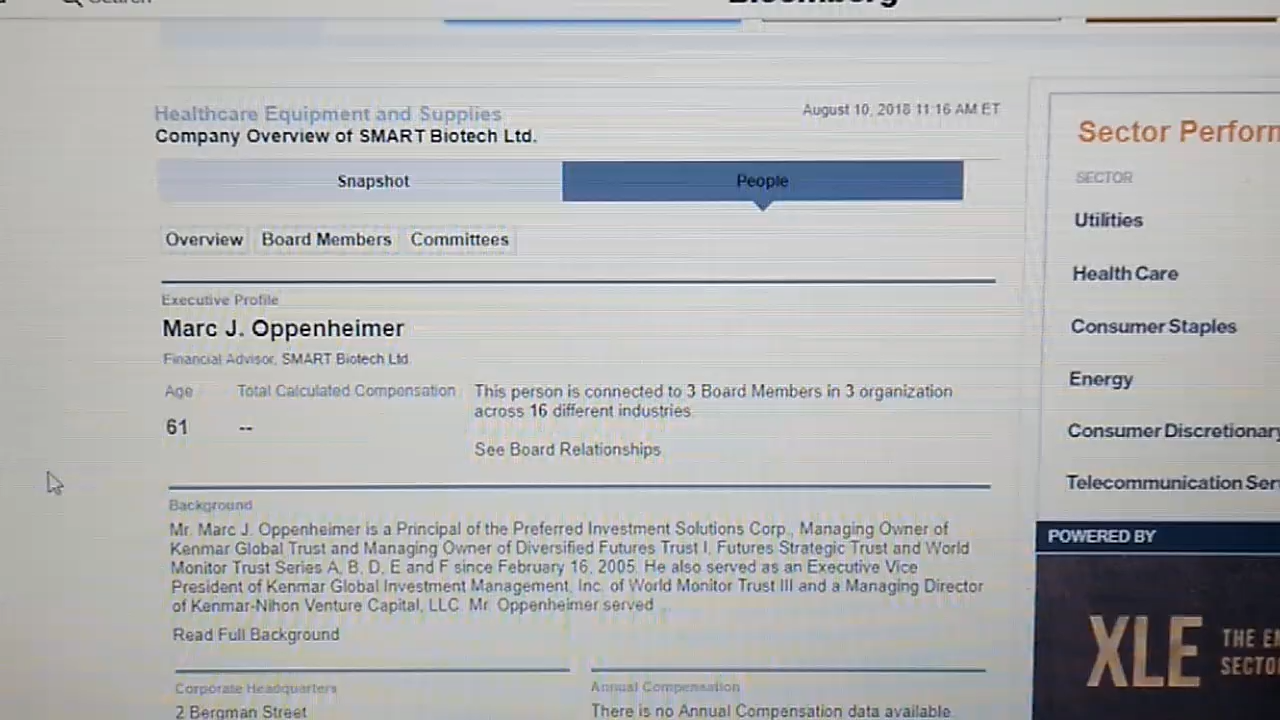 Search
Bloomberg
Healthcare Equipment and Supplies
August 10, 2018 11:16 AM ET
Company Overview of SMART Biotech Ltd.
Snapshot
People
Overview
Board Members
Committees
Executive Profile
Marc J. Oppenheimer
Financial Advisor, SMART Biotech Ltd.
Age
Total Calculated Compensation
This person is connected to 3 Board Members in 3 organization
across 16 different industries.
61
--
See Board Relationships
Background
Mr. Marc J. Oppenheimer is a Principal of the Preferred Investment Solutions Corp., Managing Owner of
Kenmar Global Trust and Managing Owner of Diversified Futures Trust I, Futures Strategic Trust and World
Monitor Trust Series A, B, D, E and F since February 16, 2005. He also served as an Executive Vice
President of Kenmar Global Investment Management, Inc. of World Monitor Trust III and a Managing Director
of Kenmar-Nihon Venture Capital, LLC. Mr. Oppenheimer served
Read Full Background
Corporate Headquarters
2 Bergman Street
Annual Compensation
There is no Annual Compensation data available.
Sector Perform
SECTOR
Utilities
Health Care
Consumer Staples
Energy
Consumer Discretionary
Telecommunication Ser
POWERED BY
XLE
THE E
SECTO